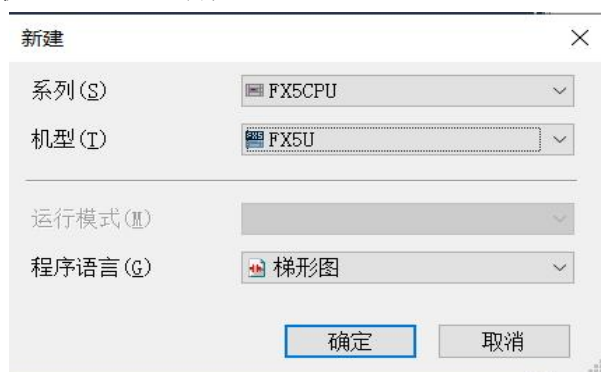 新建
系列(S) FX5CPU
机型(T) FX5U
运行模式(M)
程序语言(G) 梯形图
确定 取消